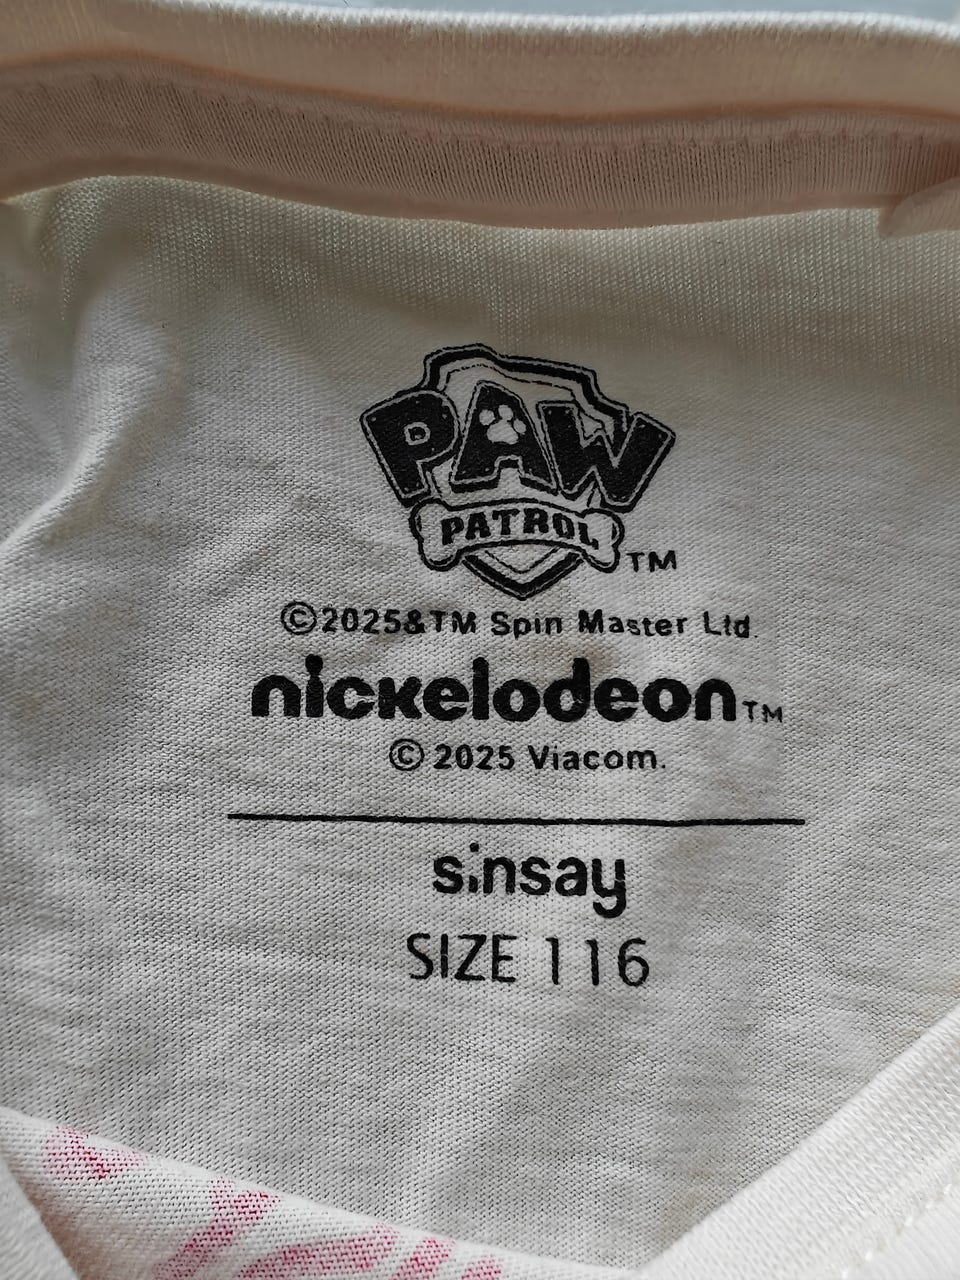 PAW
PATROL TM
©2025&TM Spin Master Ltd.
nickelodeon TM
© 2025 Viacom.
sinsay
SIZE 116